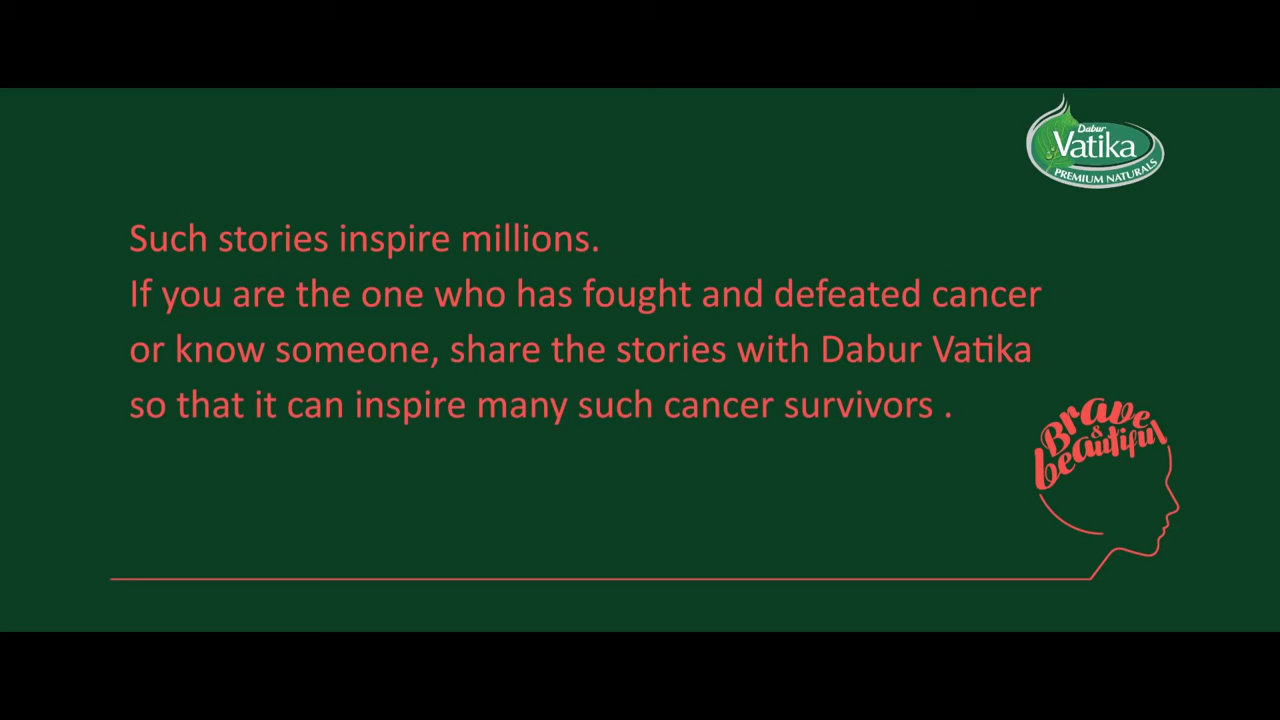 Dabur
Vatika
PREMIUM NATURALS
Such stories inspire millions.
If you are the one who has fought and defeated cancer
or know someone, share the stories with Dabur Vatika
so that it can inspire many such cancer survivors .
Brave
&
beautiful